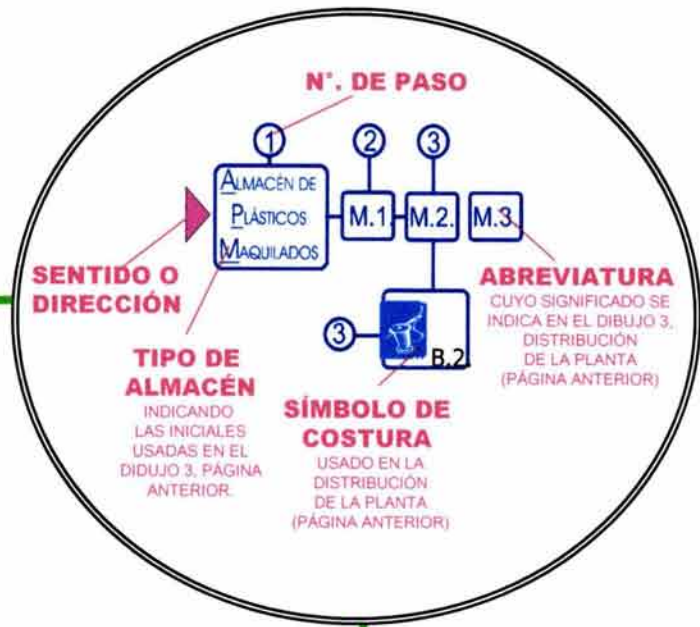 N°. DE PASO
1
2
3
ALMACÉN DE
PLÁSTICOS
MAQUILADOS
M.1.
M.2.
M.3.
SENTIDO O
DIRECCIÓN
TIPO DE
ALMACÉN
INDICANDO
LAS INICIALES
USADAS EN EL
DIDUJO 3, PÁGINA
ANTERIOR.
3
B.2.
SÍMBOLO DE
COSTURA
USADO EN LA
DISTRIBUCIÓN
DE LA PLANTA
(PÁGINA ANTERIOR)
ABREVIATURA
CUYO SIGNIFICADO SE
INDICA EN EL DIBUJO 3,
DISTRIBUCIÓN
DE LA PLANTA
(PÁGINA ANTERIOR)